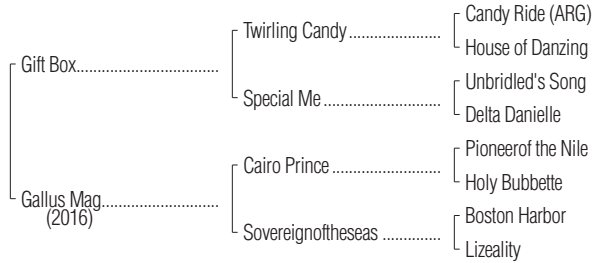 Candy Ride (ARG)
Twirling Candy
House of Danzing
Gift Box
Unbridled's Song
Special Me
Delta Danielle
Pioneerof the Nile
Cairo Prince
Holy Bubbette
Gallus Mag
(2016)
Boston Harbor
Sovereignoftheseas
Lizeality